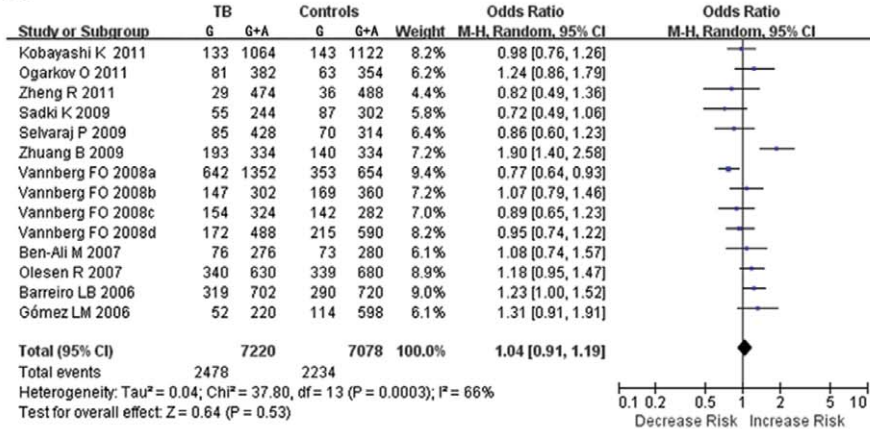 TB Controls Odds Ratio Odds Ratio
Study or Subgroup G G+A G G+A Weight M-H, Random, 95% CI M-H, Random, 95% CI
Kobayashi K 2011 133 1064 143 1122 8.2% 0.98 [0.76, 1.26]
Ogarkov O 2011 81 382 63 354 6.2% 1.24 [0.86, 1.79]
Zheng R 2011 29 474 36 488 4.4% 0.82 [0.49, 1.36]
Sadki K 2009 55 244 87 302 5.8% 0.72 [0.49, 1.06]
Selvaraj P 2009 85 428 70 314 6.4% 0.86 [0.60, 1.23]
Zhuang B 2009 193 334 140 334 7.2% 1.90 [1.40, 2.58]
Vannberg FO 2008a 642 1352 353 654 9.4% 0.77 [0.64, 0.93]
Vannberg FO 2008b 147 302 169 360 7.2% 1.07 [0.79, 1.46]
Vannberg FO 2008c 154 324 142 282 7.0% 0.89 [0.65, 1.23]
Vannberg FO 2008d 172 488 215 590 8.2% 0.95 [0.74, 1.22]
Ben-Ali M 2007 76 276 73 280 6.1% 1.08 [0.74, 1.57]
Olesen R 2007 340 630 339 680 8.9% 1.18 [0.95, 1.47]
Barreiro LB 2006 319 702 290 720 9.0% 1.23 [1.00, 1.52]
Gómez LM 2006 52 220 114 598 6.1% 1.31 [0.91, 1.91]
Total (95% CI) 7220 7078 100.0% 1.04 [0.91, 1.19]
Total events 2478 2234
Heterogeneity: Tau² = 0.04; Chi² = 37.80, df = 13 (P = 0.0003); I² = 66%
Test for overall effect: Z = 0.64 (P = 0.53)
0.1 0.2 0.5 1 2 5 10
Decrease Risk Increase Risk